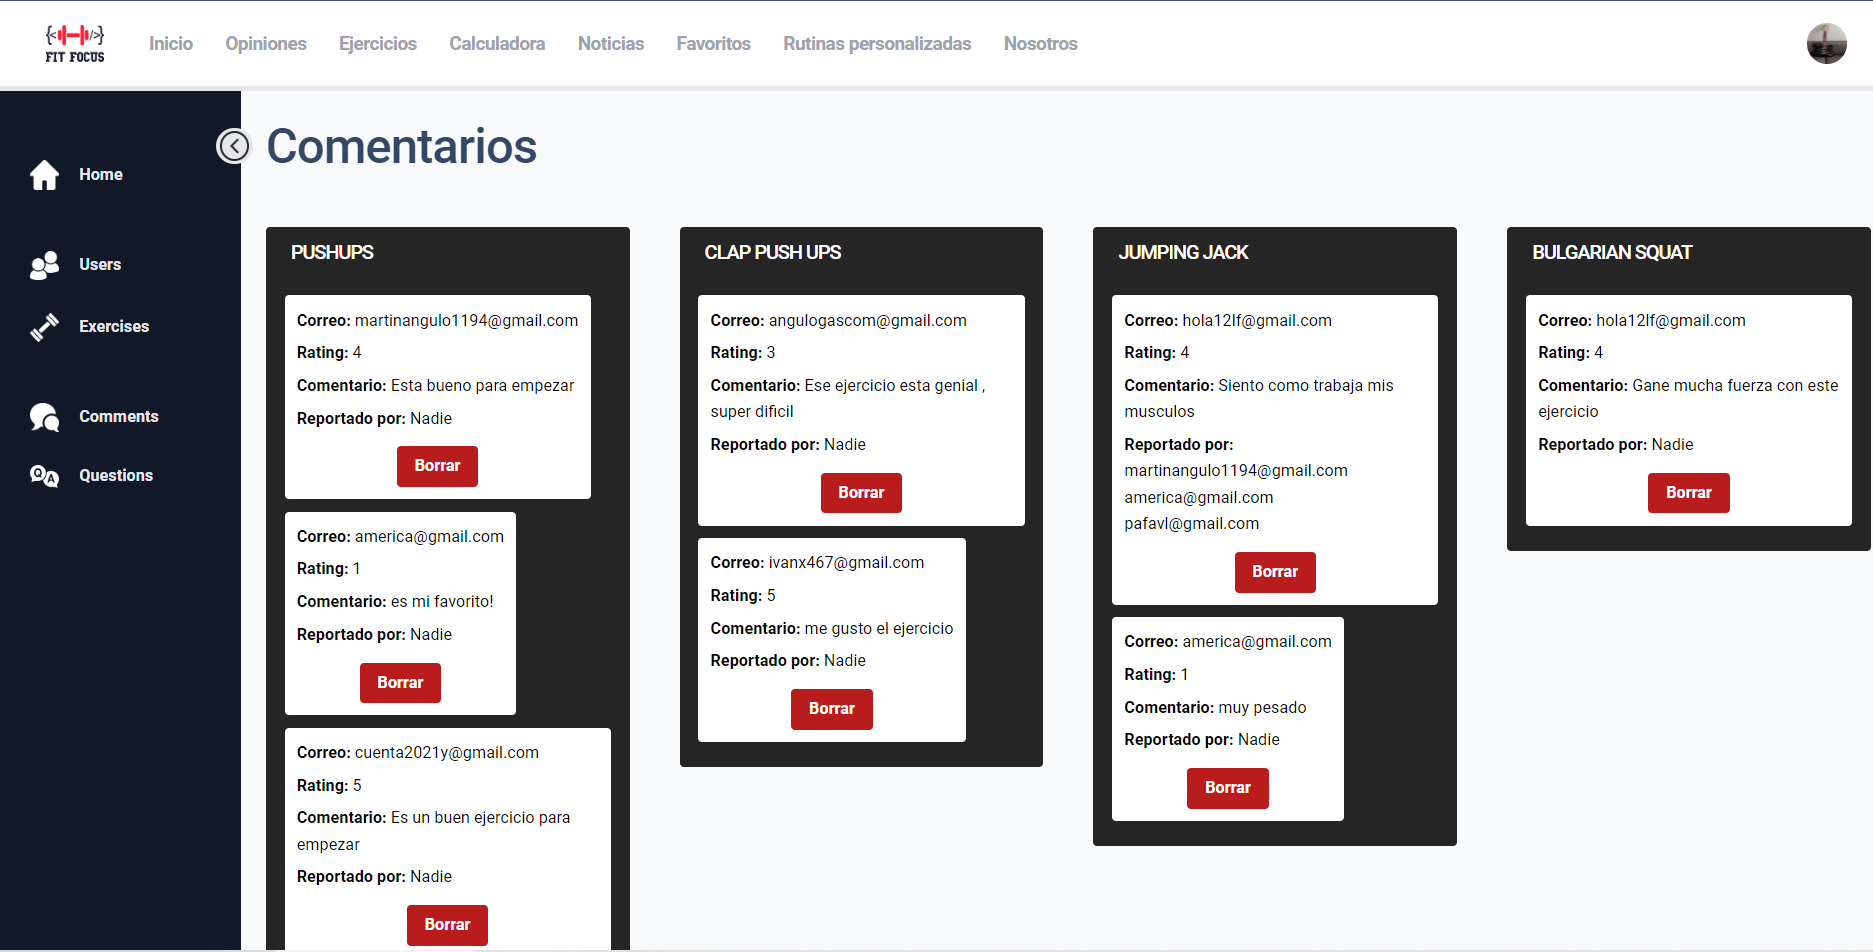 {</>}
FIT FOCUS
Inicio Opiniones Ejercicios Calculadora Noticias Favoritos Rutinas personalizadas Nosotros
Home
Users
Exercises
Comments
Q A
Questions
Comentarios
PUSHUPS
Correo: martinangulo1194@gmail.com
Rating: 4
Comentario: Esta bueno para empezar
Reportado por: Nadie
Borrar
Correo: america@gmail.com
Rating: 1
Comentario: es mi favorito!
Reportado por: Nadie
Borrar
Correo: cuenta2021y@gmail.com
Rating: 5
Comentario: Es un buen ejercicio para
empezar
Reportado por: Nadie
Borrar
CLAP PUSH UPS
Correo: angulogascom@gmail.com
Rating: 3
Comentario: Ese ejercicio esta genial ,
super dificil
Reportado por: Nadie
Borrar
Correo: ivanx467@gmail.com
Rating: 5
Comentario: me gusto el ejercicio
Reportado por: Nadie
Borrar
JUMPING JACK
Correo: hola12lf@gmail.com
Rating: 4
Comentario: Siento como trabaja mis
musculos
Reportado por:
martinangulo1194@gmail.com
america@gmail.com
pafavl@gmail.com
Borrar
Correo: america@gmail.com
Rating: 1
Comentario: muy pesado
Reportado por: Nadie
Borrar
BULGARIAN SQUAT
Correo: hola12lf@gmail.com
Rating: 4
Comentario: Gane mucha fuerza con este
ejercicio
Reportado por: Nadie
Borrar